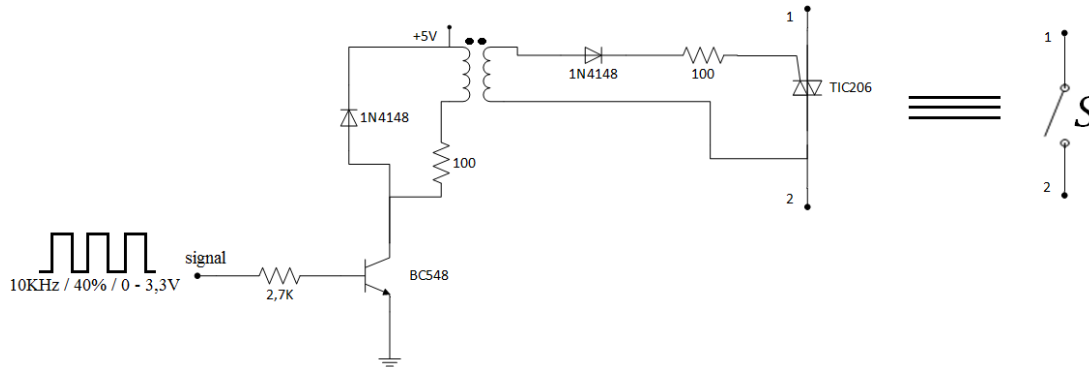 +5V
1
1N4148
100
TIC206
1
S
1N4148
100
2
2
signal
10KHz / 40% / 0 - 3,3V
2,7K
BC548